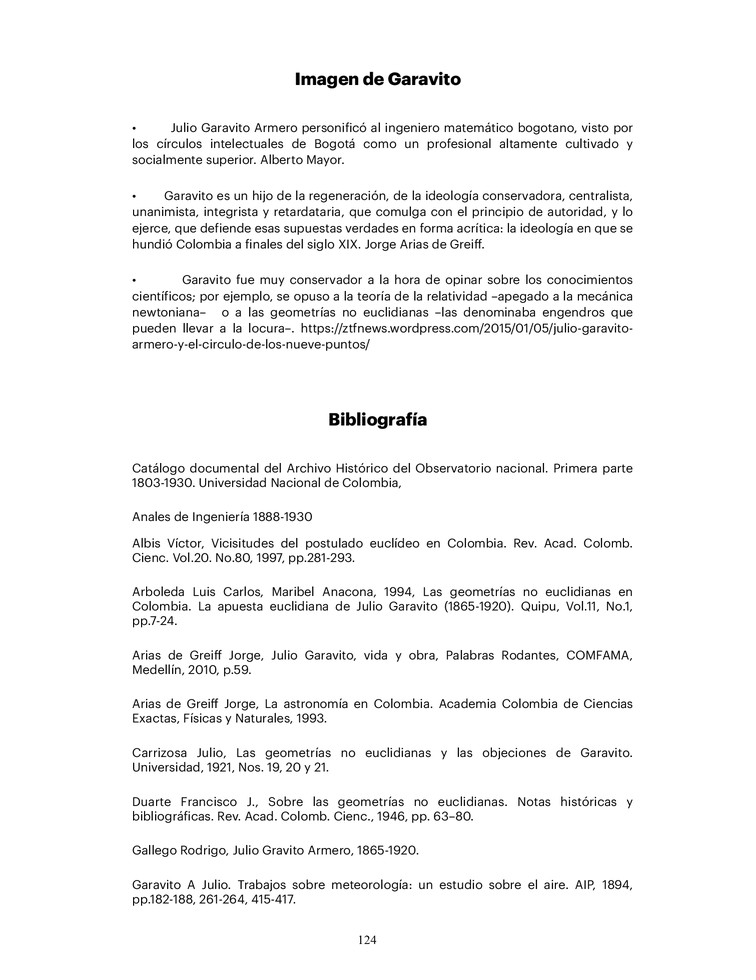 Imagen de Garavito
• Julio Garavito Armero personificó al ingeniero matemático bogotano, visto por
los círculos intelectuales de Bogotá como un profesional altamente cultivado y
socialmente superior. Alberto Mayor.
• Garavito es un hijo de la regeneración, de la ideología conservadora, centralista,
unanimista, integrista y retardataria, que comulga con el principio de autoridad, y lo
ejerce, que defiende esas supuestas verdades en forma acrítica: la ideología en que se
hundió Colombia a finales del siglo XIX. Jorge Arias de Greiff.
• Garavito fue muy conservador a la hora de opinar sobre los conocimientos
científicos; por ejemplo, se opuso a la teoría de la relatividad –apegado a la mecánica
newtoniana– o a las geometrías no euclidianas –las denominaba engendros que
pueden llevar a la locura–. https://ztfnews.wordpress.com/2015/01/05/julio-garavito-
armero-y-el-circulo-de-los-nueve-puntos/
Bibliografía
Catálogo documental del Archivo Histórico del Observatorio nacional. Primera parte
1803-1930. Universidad Nacional de Colombia,
Anales de Ingeniería 1888-1930
Albis Víctor, Vicisitudes del postulado euclídeo en Colombia. Rev. Acad. Colomb.
Cienc. Vol.20. No.80, 1997, pp.281-293.
Arboleda Luis Carlos, Maribel Anacona, 1994, Las geometrías no euclidianas en
Colombia. La apuesta euclidiana de Julio Garavito (1865-1920). Quipu, Vol.11, No.1,
pp.7-24.
Arias de Greiff Jorge, Julio Garavito, vida y obra, Palabras Rodantes, COMFAMA,
Medellín, 2010, p.59.
Arias de Greiff Jorge, La astronomía en Colombia. Academia Colombia de Ciencias
Exactas, Físicas y Naturales, 1993.
Carrizosa Julio, Las geometrías no euclidianas y las objeciones de Garavito.
Universidad, 1921, Nos. 19, 20 y 21.
Duarte Francisco J., Sobre las geometrías no euclidianas. Notas históricas y
bibliográficas. Rev. Acad. Colomb. Cienc., 1946, pp. 63–80.
Gallego Rodrigo, Julio Gravito Armero, 1865-1920.
Garavito A Julio. Trabajos sobre meteorología: un estudio sobre el aire. AIP, 1894,
pp.182-188, 261-264, 415-417.
124